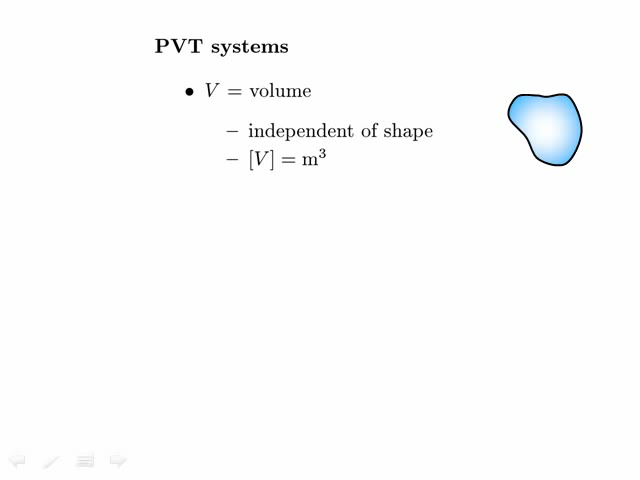 PVT systems
• V = volume
– independent of shape
– [V] = m³